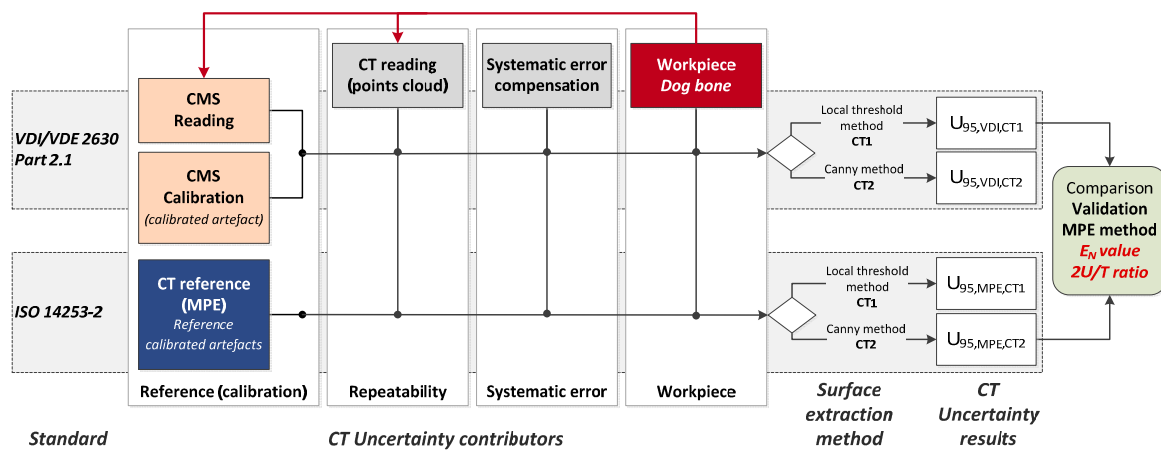 CMS
Reading
CT reading
(points cloud)
Systematic error
compensation
Workpiece
Dog bone
VDI/VDE 2630
Part 2.1
CMS
Calibration
(calibrated artefact)
Local threshold
method
CT1
Canny method
CT2
U95,VDI,CT1
U95,VDI,CT2
Comparison
Validation
MPE method
EN value
2U/T ratio
ISO 14253-2
CT reference
(MPE)
Reference
calibrated artefacts
Local threshold
method
CT1
Canny method
CT2
U95,MPE,CT1
U95,MPE,CT2
Reference (calibration)
Repeatability
Systematic error
Workpiece
Standard
CT Uncertainty contributors
Surface
extraction
method
CT
Uncertainty
results